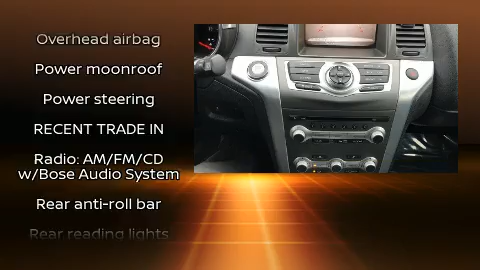 Overhead airbag
Power moonroof
Power steering
RECENT TRADE IN
Radio: AM/FM/CD
w/Bose Audio System
Rear anti-roll bar
Rear reading lights